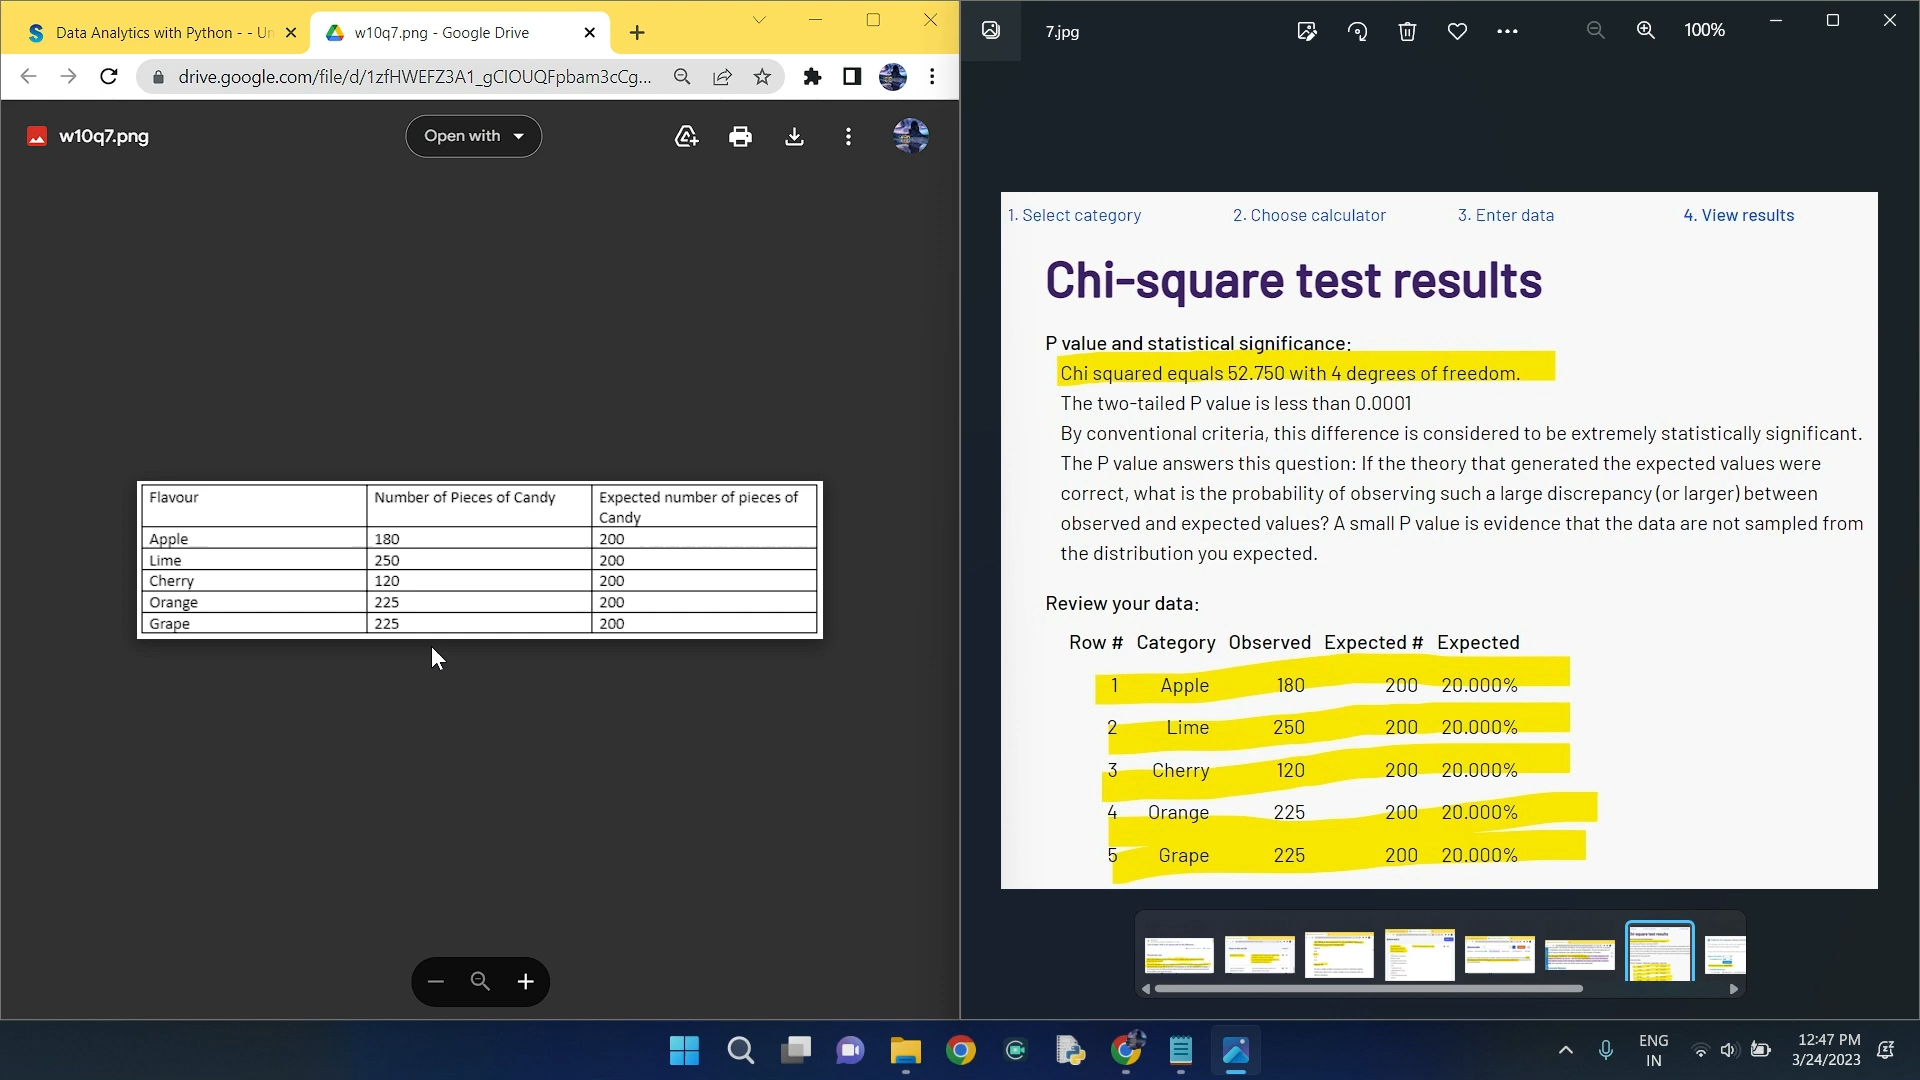 Data Analytics with Python - - Un
w10q7.png - Google Drive
drive.google.com/file/d/1zfHWEFZ3A1_gClOUQFpbam3cCg...
w10q7.png
Open with
Flavour Number of Pieces of Candy Expected number of pieces of Candy
Apple 180 200
Lime 250 200
Cherry 120 200
Orange 225 200
Grape 225 200
7.jpg
100%
1. Select category 2. Choose calculator 3. Enter data 4. View results
Chi-square test results
P value and statistical significance:
Chi squared equals 52.750 with 4 degrees of freedom.
The two-tailed P value is less than 0.0001
By conventional criteria, this difference is considered to be extremely statistically significant.
The P value answers this question: If the theory that generated the expected values were
correct, what is the probability of observing such a large discrepancy (or larger) between
observed and expected values? A small P value is evidence that the data are not sampled from
the distribution you expected.
Review your data:
Row # Category Observed Expected # Expected
1 Apple 180 200 20.000%
2 Lime 250 200 20.000%
3 Cherry 120 200 20.000%
4 Orange 225 200 20.000%
5 Grape 225 200 20.000%
ENG
IN
12:47 PM
3/24/2023